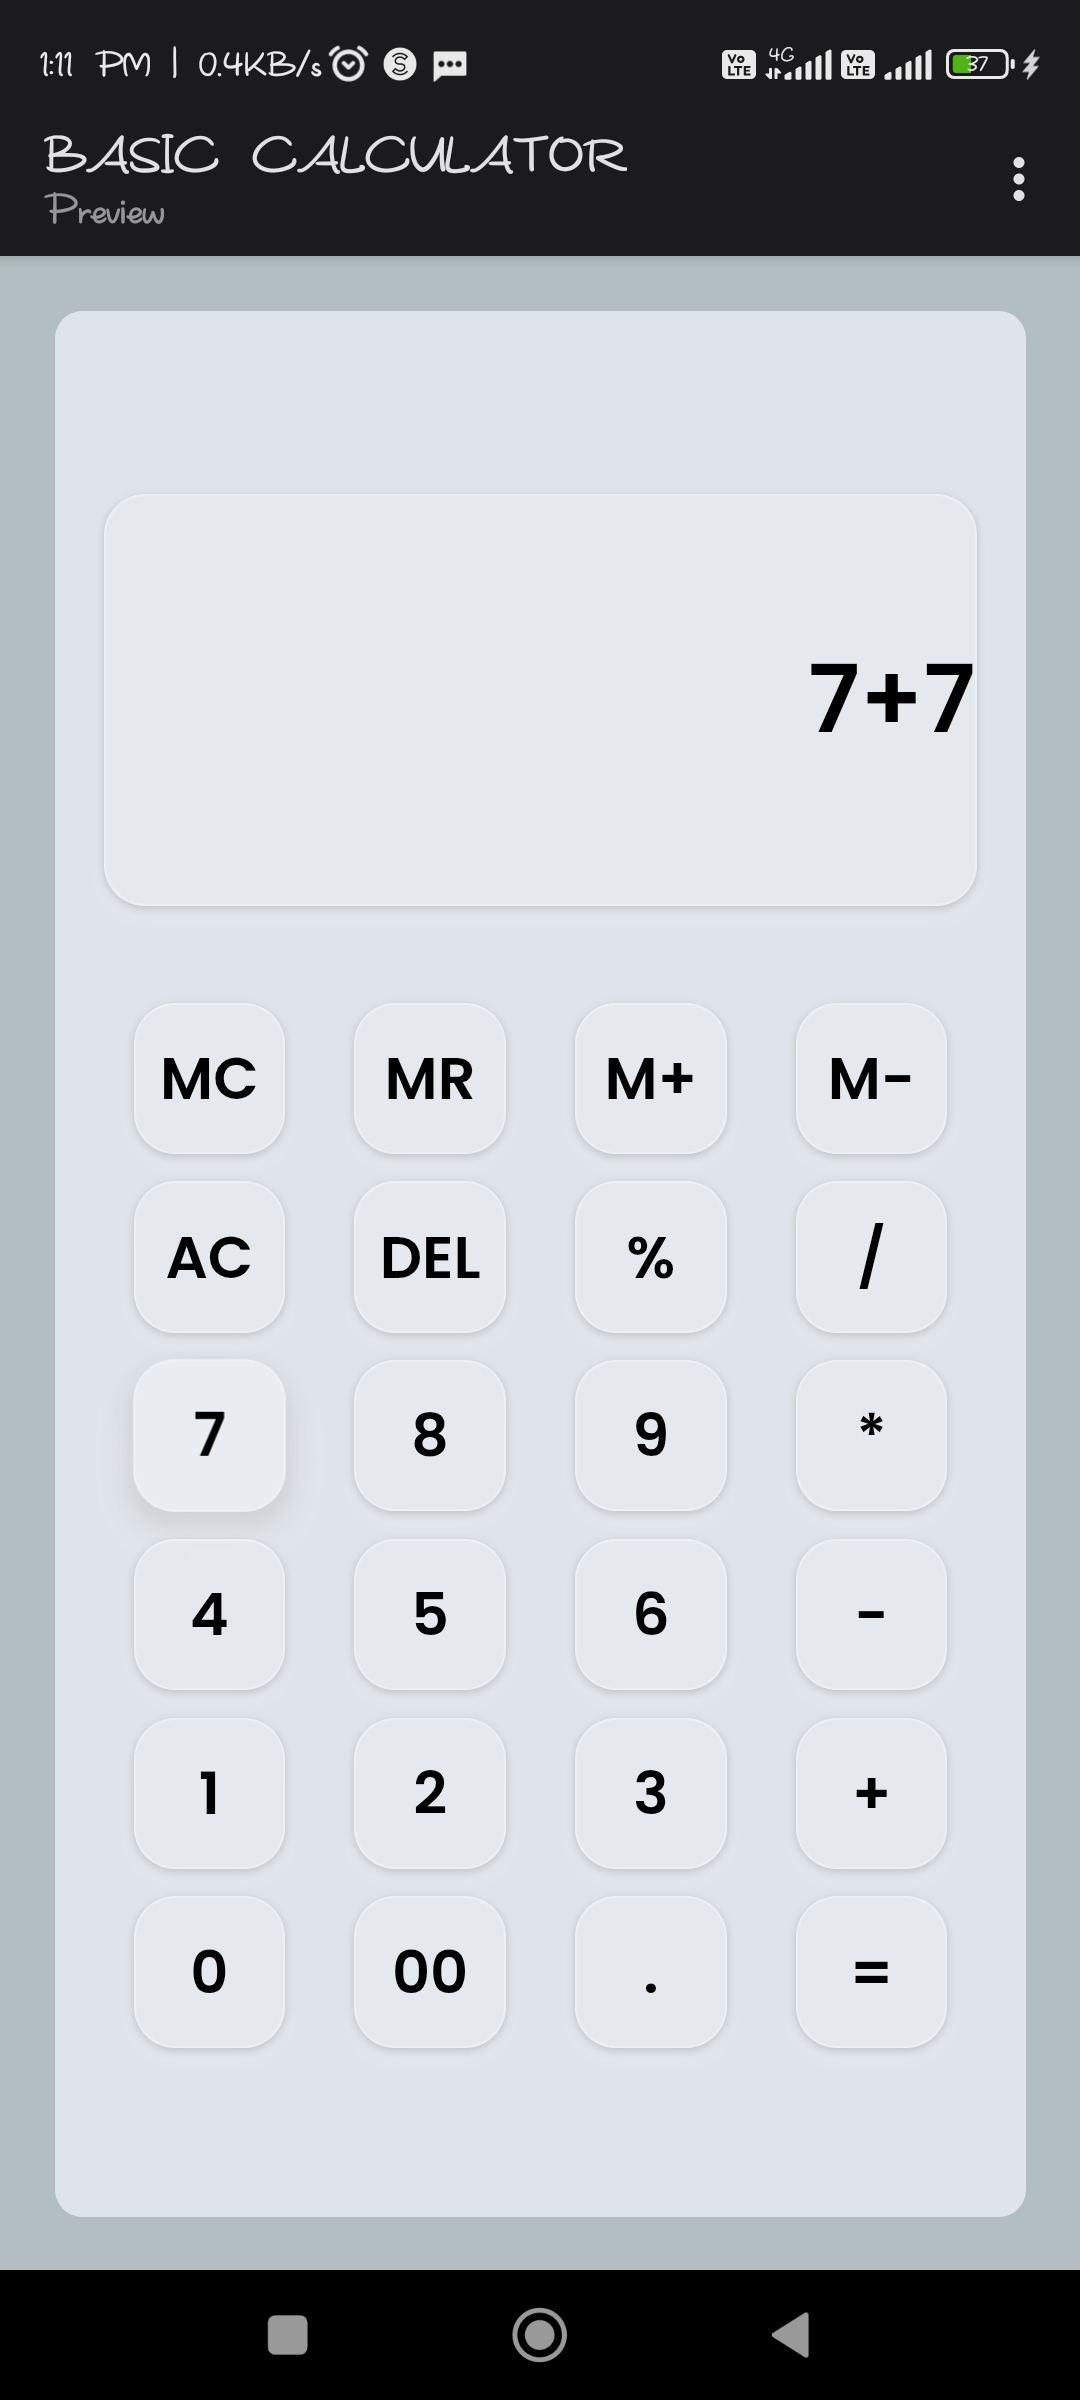 1:11 PM | 0.4KB/s S Vo LTE 4G Vo LTE 37
BASIC CALCULATOR
Preview
7+7
MC MR M+ M-
AC DEL % /
7 8 9 *
4 5 6 -
1 2 3 +
0 00 . =